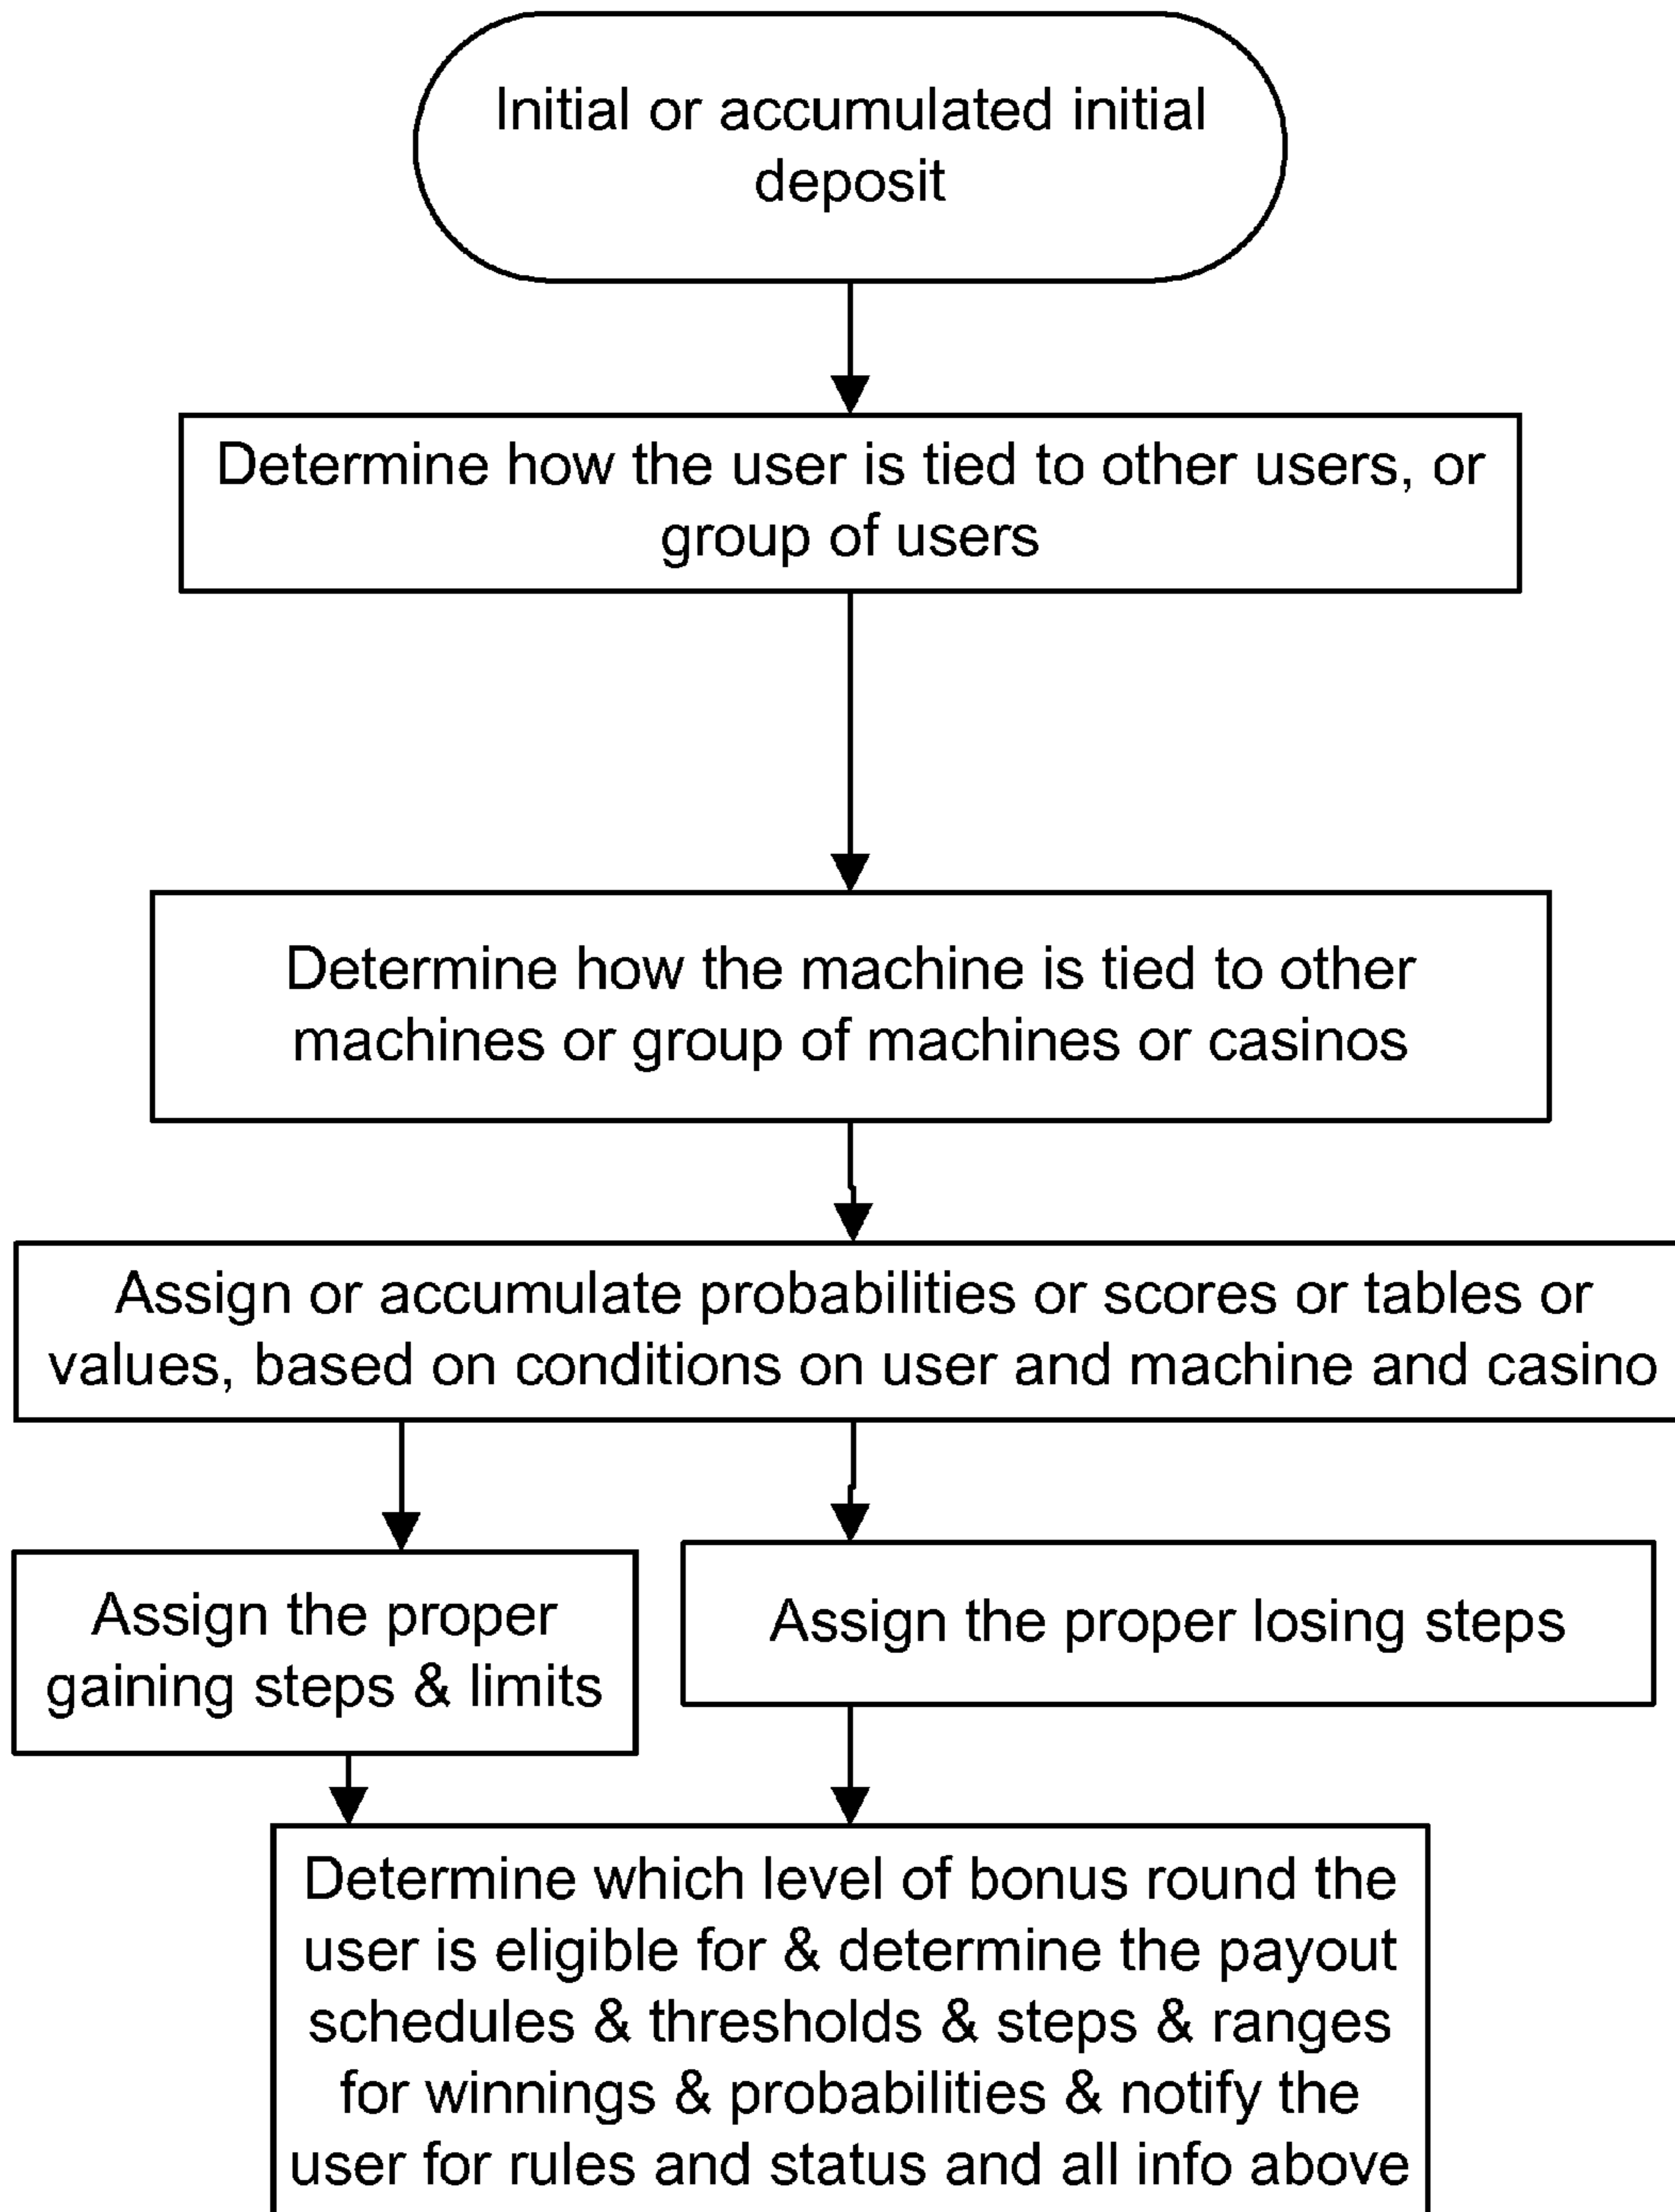 Initial or accumulated initial
deposit
Determine how the user is tied to other users, or
group of users
Determine how the machine is tied to other
machines or group of machines or casinos
Assign or accumulate probabilities or scores or tables or
values, based on conditions on user and machine and casino
Assign the proper
gaining steps & limits
Assign the proper losing steps
Determine which level of bonus round the
user is eligible for & determine the payout
schedules & thresholds & steps & ranges
for winnings & probabilities & notify the
user for rules and status and all info above